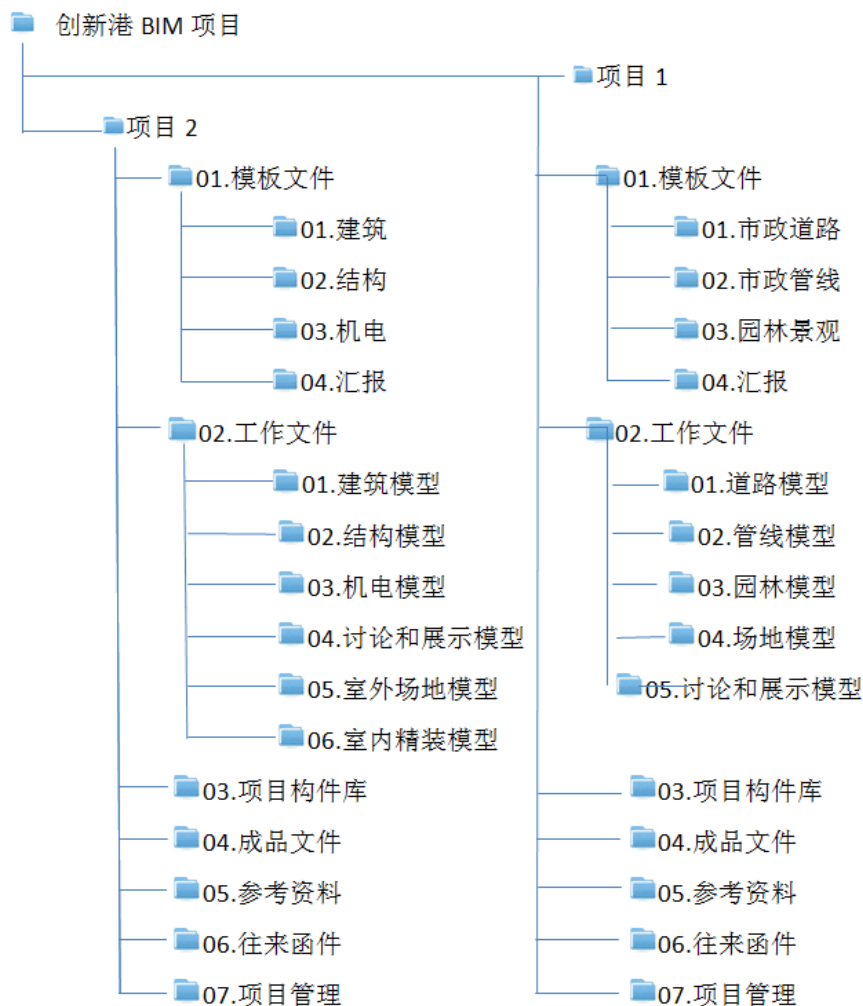 创新港 BIM 项目
项目 1
项目 2
01.模板文件
01.建筑
02.结构
03.机电
04.汇报
02.工作文件
01.建筑模型
02.结构模型
03.机电模型
04.讨论和展示模型
05.室外场地模型
06.室内精装模型
03.项目构件库
04.成品文件
05.参考资料
06.往来函件
07.项目管理
01.模板文件
01.市政道路
02.市政管线
03.园林景观
04.汇报
02.工作文件
01.道路模型
02.管线模型
03.园林模型
04.场地模型
05.讨论和展示模型
03.项目构件库
04.成品文件
05.参考资料
06.往来函件
07.项目管理